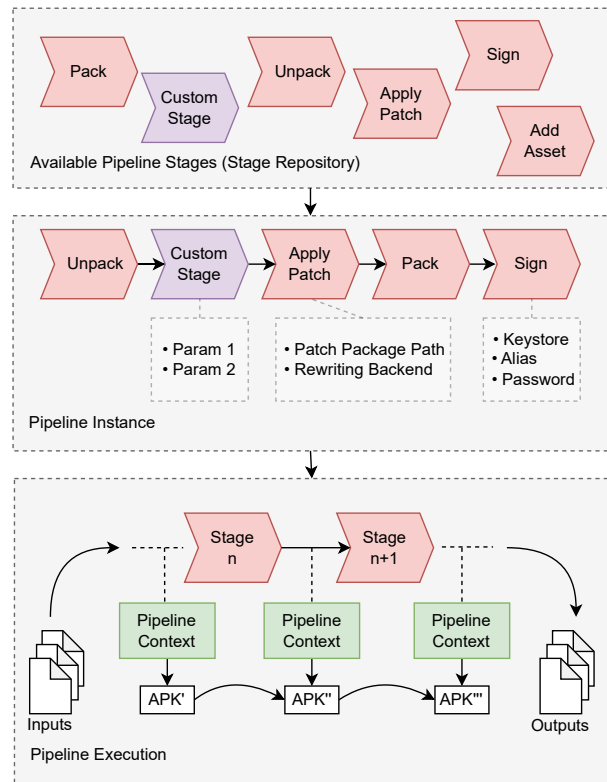 Pack
Custom
Stage
Unpack
Apply
Patch
Sign
Add
Asset
Available Pipeline Stages (Stage Repository)
Unpack
Custom
Stage
Apply
Patch
Pack
Sign
• Param 1
• Param 2
• Patch Package Path
• Rewriting Backend
• Keystore
• Alias
• Password
Pipeline Instance
Stage
n
Stage
n+1
Pipeline
Context
Pipeline
Context
Pipeline
Context
APK'
APK''
APK'''
Inputs
Outputs
Pipeline Execution